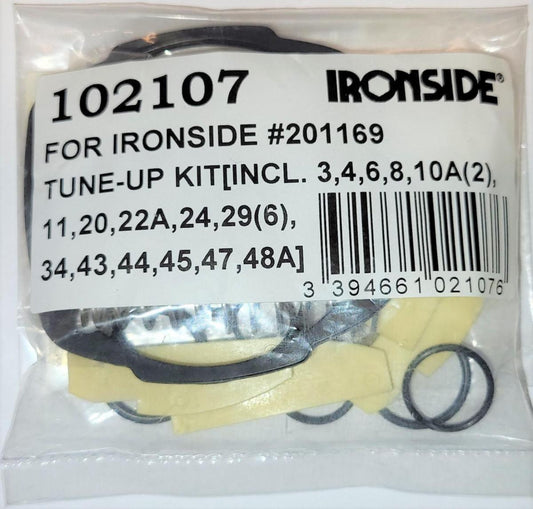 102107 IRONSIDE®
FOR IRONSIDE #201169
TUNE-UP KIT[INCL. 3,4,6,8,10A(2),
11,20,22A,24,29(6),
34,43,44,45,47,48A]
3 394661 021076